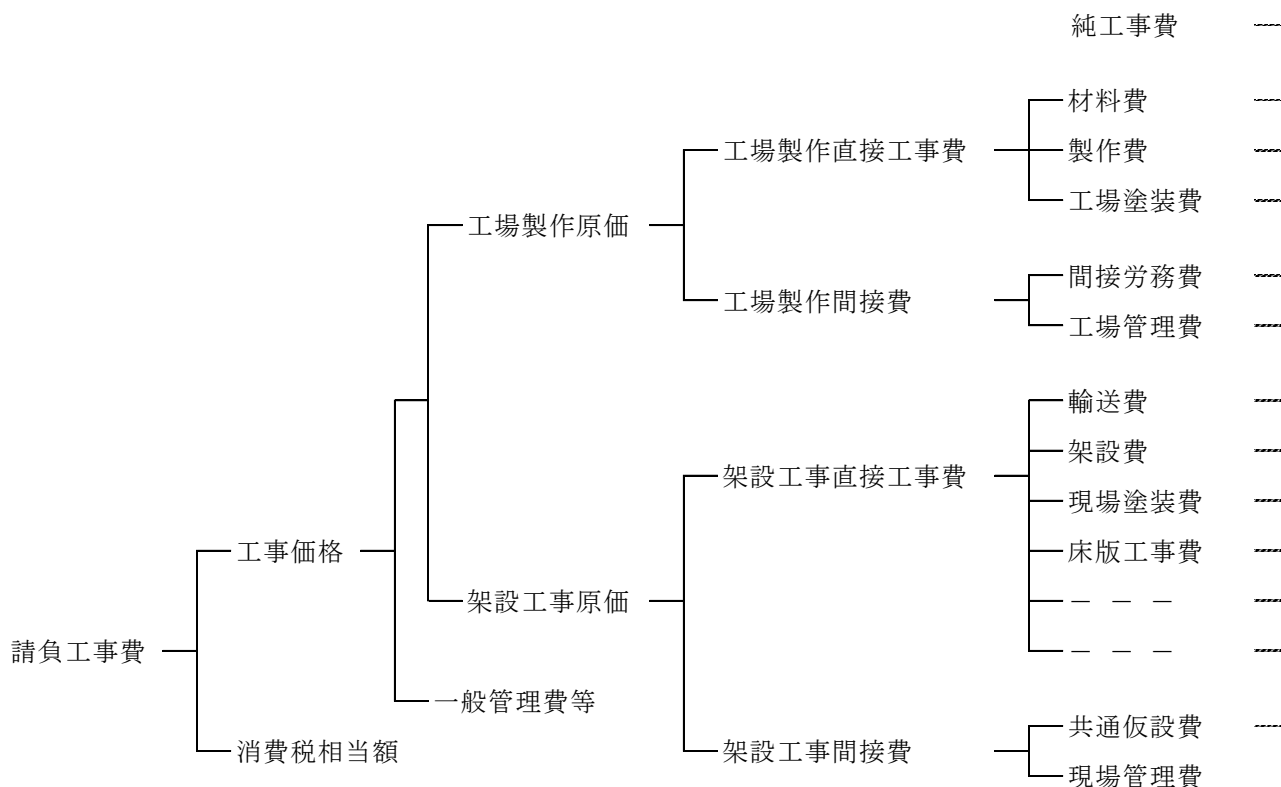 純工事費
材料費
工場製作直接工事費
製作費
工場塗装費
工場製作原価
間接労務費
工場製作間接費
工場管理費
輸送費
架設費
架設工事直接工事費
現場塗装費
工事価格
床版工事費
架設工事原価
－ － －
請負工事費
－ － －
一般管理費等
共通仮設費
消費税相当額
架設工事間接費
現場管理費